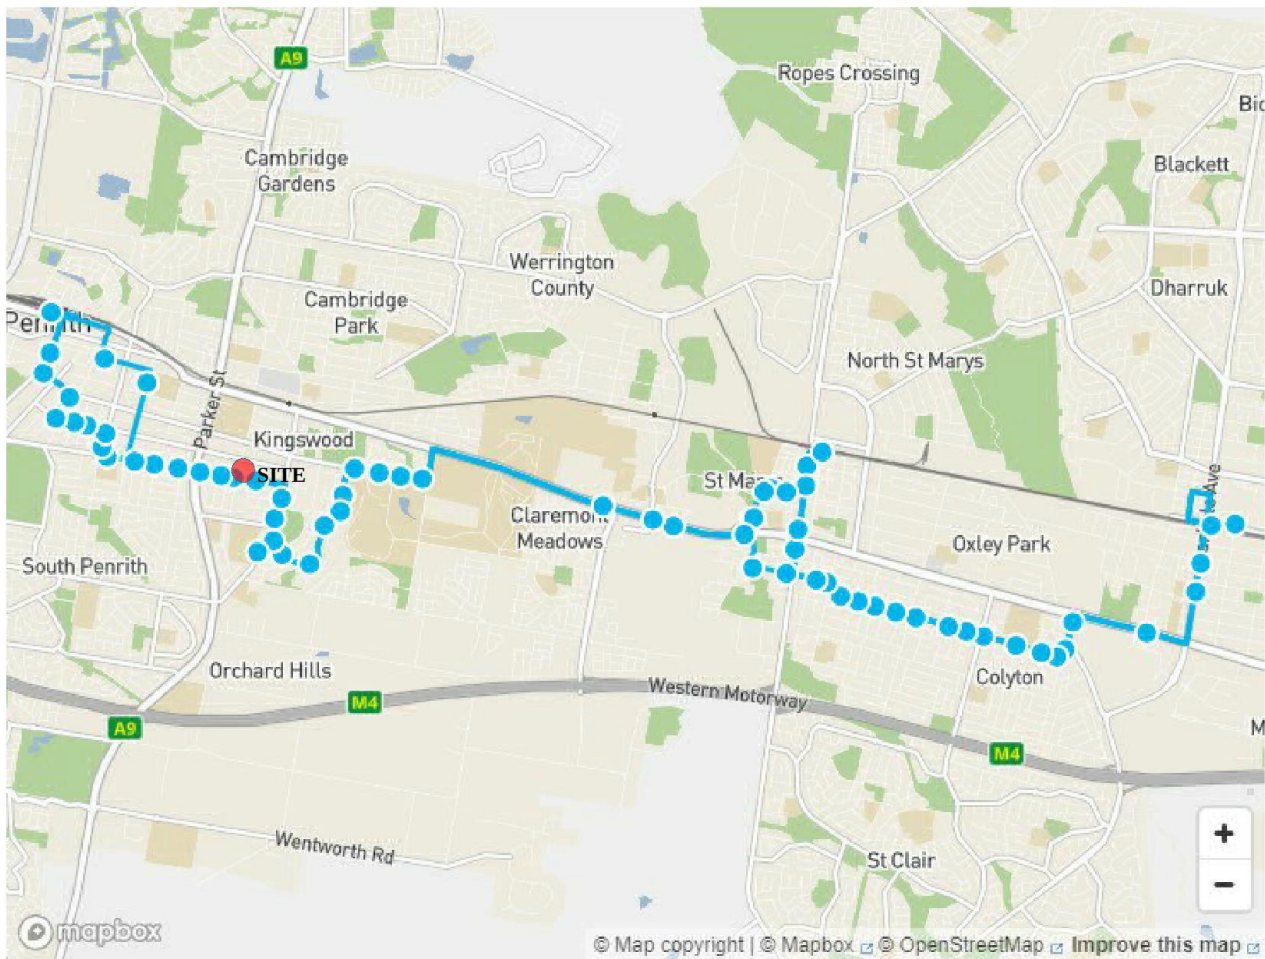 A9
Ropes Crossing
Cambridge
Gardens
Blackett
Werrington
County
Dharruk
Cambridge
Park
Penrith
North St Marys
Parker St
Kingswood
SITE
Claremont
Meadows
Oxley Park
South Penrith
Orchard Hills
Colyton
Western Motorway
M4
A9
M4
Wentworth Rd
St Clair
+
−
mapbox
© Map copyright | © Mapbox © OpenStreetMap Improve this map